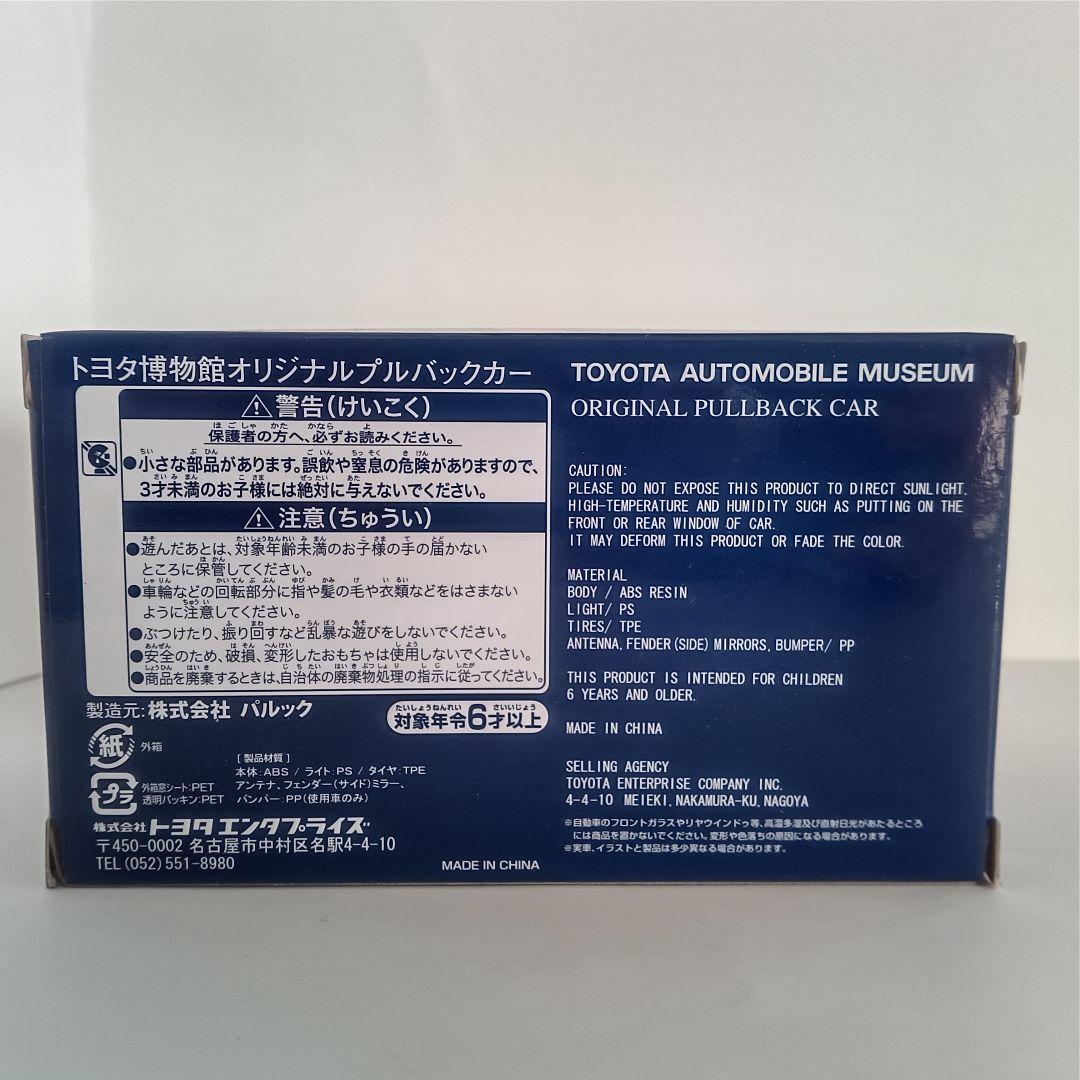 トヨタ博物館オリジナルプルバックカー
⚠警告(けいこく)
保護者の方へ、必ずお読みください。
●小さな部品があります。誤飲や窒息の危険がありますので、
3才未満のお子様には絶対に与えないでください。
⚠注意(ちゅうい)
●遊んだあとは、対象年齢未満のお子様の手の届かない
ところに保管してください。
●車輪などの回転部分に指や髪の毛や衣類などをはさまない
ように注意してください。
●ぶつけたり、振り回すなど乱暴な遊びをしないでください。
●安全のため、破損、変形したおもちゃは使用しないでください。
●商品を廃棄するときは、自治体の廃棄物処理の指示に従ってください。
製造元:株式会社 パルック
対象年令6才以上
紙 外箱
プラ 外箱窓シート:PET
透明パッキン:PET
[製品材質]
本体:ABS / ライト:PS / タイヤ:TPE
アンテナ、フェンダー(サイド)ミラー、
バンパー:PP(使用車のみ)
株式会社トヨタエンタプライズ
〒450-0002 名古屋市中村区名駅4-4-10
TEL (052) 551-8980
MADE IN CHINA
TOYOTA AUTOMOBILE MUSEUM
ORIGINAL PULLBACK CAR
CAUTION:
PLEASE DO NOT EXPOSE THIS PRODUCT TO DIRECT SUNLIGHT.
HIGH-TEMPERATURE AND HUMIDITY SUCH AS PUTTING ON THE
FRONT OR REAR WINDOW OF CAR.
IT MAY DEFORM THIS PRODUCT OR FADE THE COLOR.
MATERIAL
BODY / ABS RESIN
LIGHT/ PS
TIRES/ TPE
ANTENNA, FENDER (SIDE) MIRRORS, BUMPER/ PP
THIS PRODUCT IS INTENDED FOR CHILDREN
6 YEARS AND OLDER.
MADE IN CHINA
SELLING AGENCY
TOYOTA ENTERPRISE COMPANY INC.
4-4-10 MEIEKI, NAKAMURA-KU, NAGOYA
※自動車のフロントガラスやリヤウインドゥ等、高温多湿及び直射日光があたるところ
には商品を置かないでください。変形や色落ちの原因になる場合があります。
※実車、イラストと製品は多少異なる場合があります。